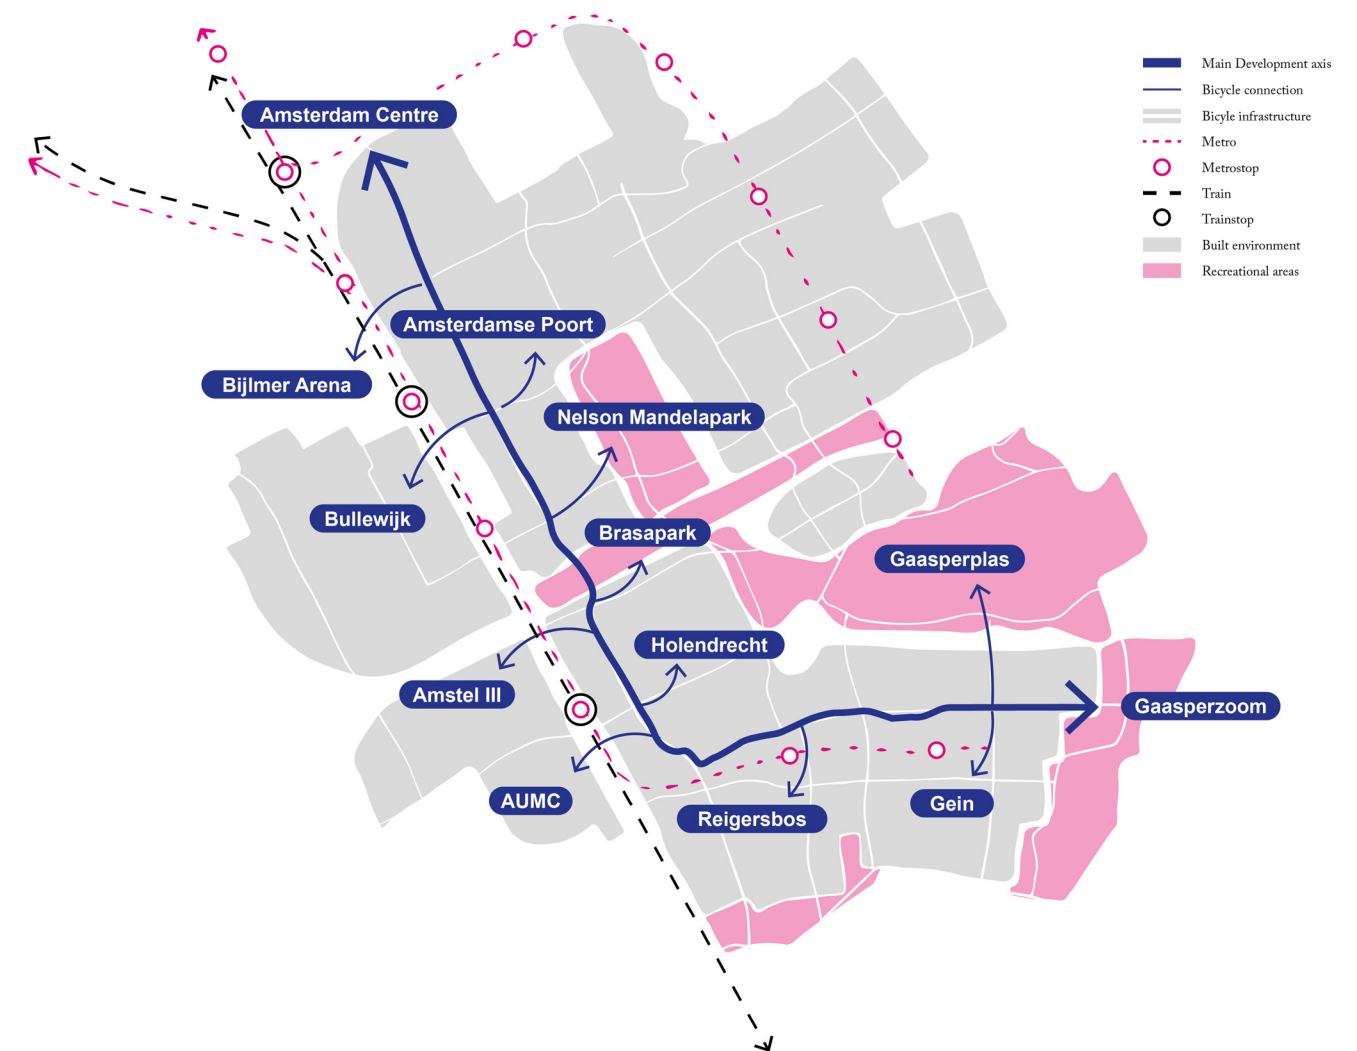 Amsterdam Centre
Main Development axis
Bicycle connection
Bicyle infrastructure
Metro
Metrostop
Train
Trainstop
Built environment
Recreational areas
Amsterdamse Poort
Bijlmer Arena
Nelson Mandelapark
Bullewijk
Brasapark
Gaasperplas
Holendrecht
Amstel III
Gaasperzoom
AUMC
Reigersbos
Gein